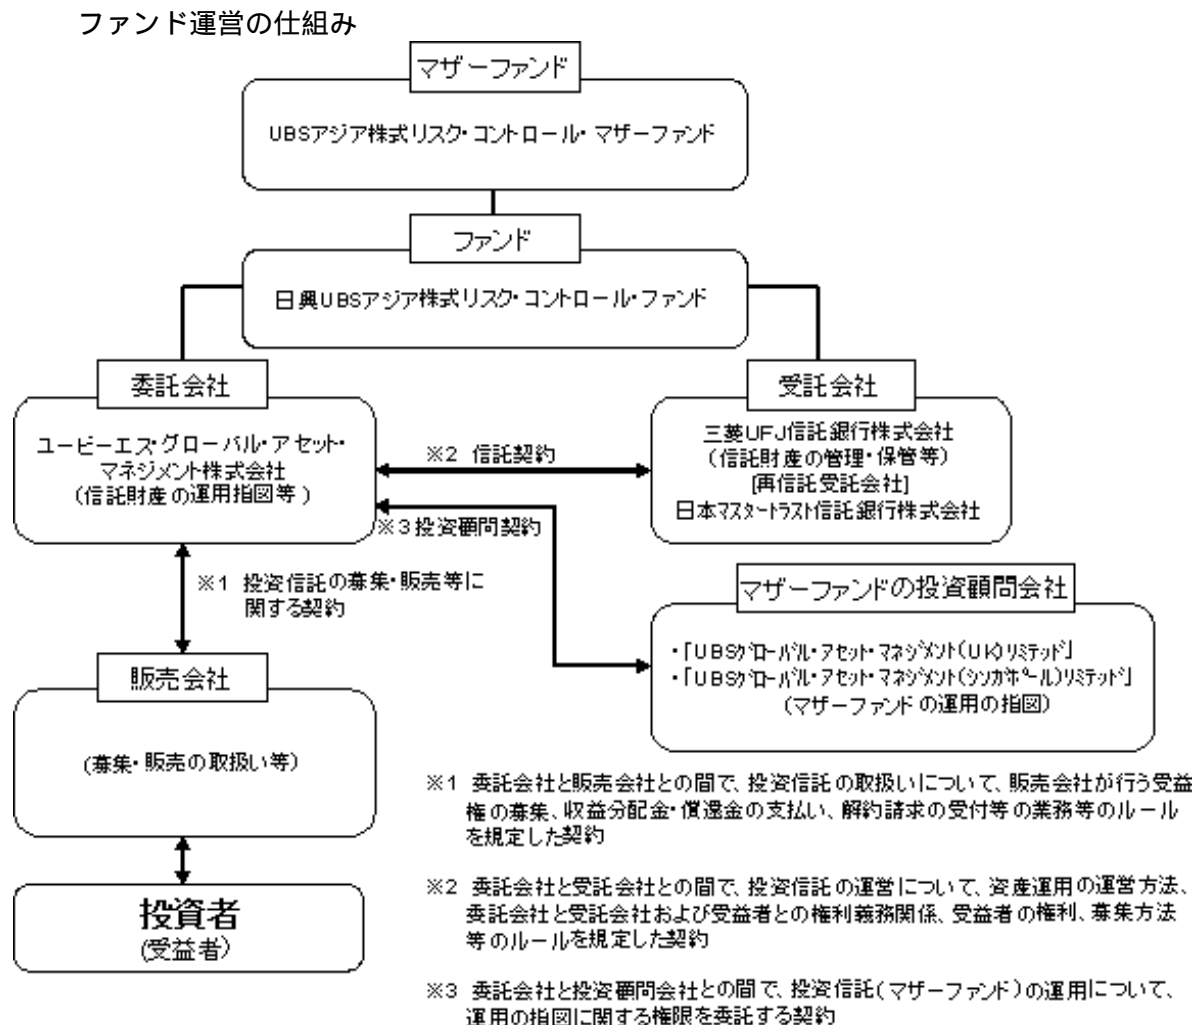 ファンド運営の仕組み
マザーファンド
UBSアジア株式リスク・コントロール・マザーファンド
ファンド
日興UBSアジア株式リスク・コントロール・ファンド
委託会社
ユービーエス・グローバル・アセット・
マネジメント株式会社
(信託財産の運用指図等)
※2 信託契約
受託会社
三菱UFJ信託銀行株式会社
(信託財産の管理・保管等)
[再信託受託会社]
日本マスタートラスト信託銀行株式会社
※3投資顧問契約
※1 投資信託の募集・販売等に
関する契約
マザーファンドの投資顧問会社
・「UBSグローバル・アセット・マネジメント(UK)リミテッド」
・「UBSグローバル・アセット・マネジメント(シンガポール)リミテッド」
(マザーファンドの運用の指図)
販売会社
(募集・販売の取扱い等)
投資者
(受益者)
※1 委託会社と販売会社との間で、投資信託の取扱いについて、販売会社が行う受益
権の募集、収益分配金・償還金の支払い、解約請求の受付等の業務等のルール
を規定した契約
※2 委託会社と受託会社との間で、投資信託の運営について、資産運用の運営方法、
委託会社と受託会社および受益者との権利義務関係、受益者の権利、募集方法
等のルールを規定した契約
※3 委託会社と投資顧問会社との間で、投資信託(マザーファンド)の運用について、
運用の指図に関する権限を委託する契約